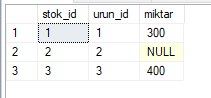 stok_id urun_id miktar
1 1 1 300
2 2 2 NULL
3 3 3 400